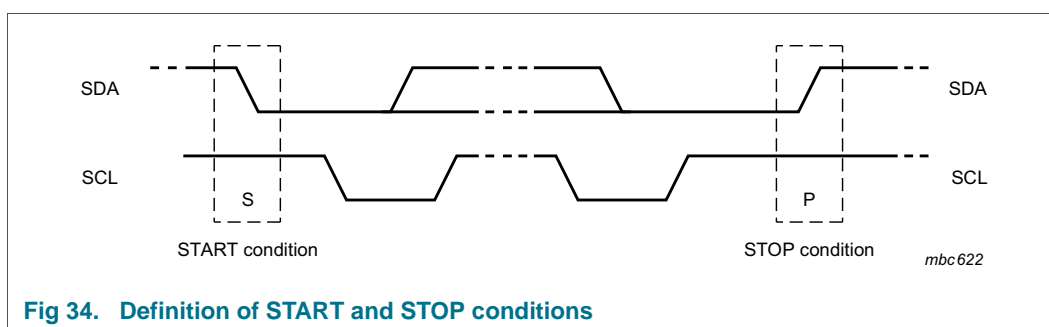 SDA SDA
SCL SCL
S P
START condition STOP condition
mbc622
Fig 34. Definition of START and STOP conditions